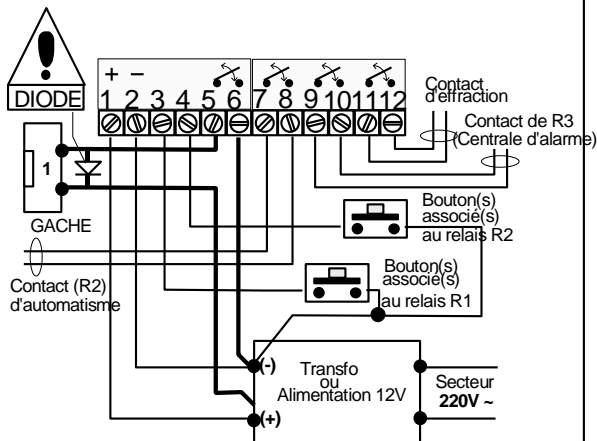 DIODE
+ −
1 2 3 4 5 6 7 8 9 10 11 12
Contact
d'effraction
Contact de R3
(Centrale d'alarme)
1
GACHE
Bouton(s)
associé(s)
au relais R2
Contact (R2)
d'automatisme
Bouton(s)
associé(s)
au relais R1
(-)
Transfo
ou
Alimentation 12V
(+)
Secteur
220V ~